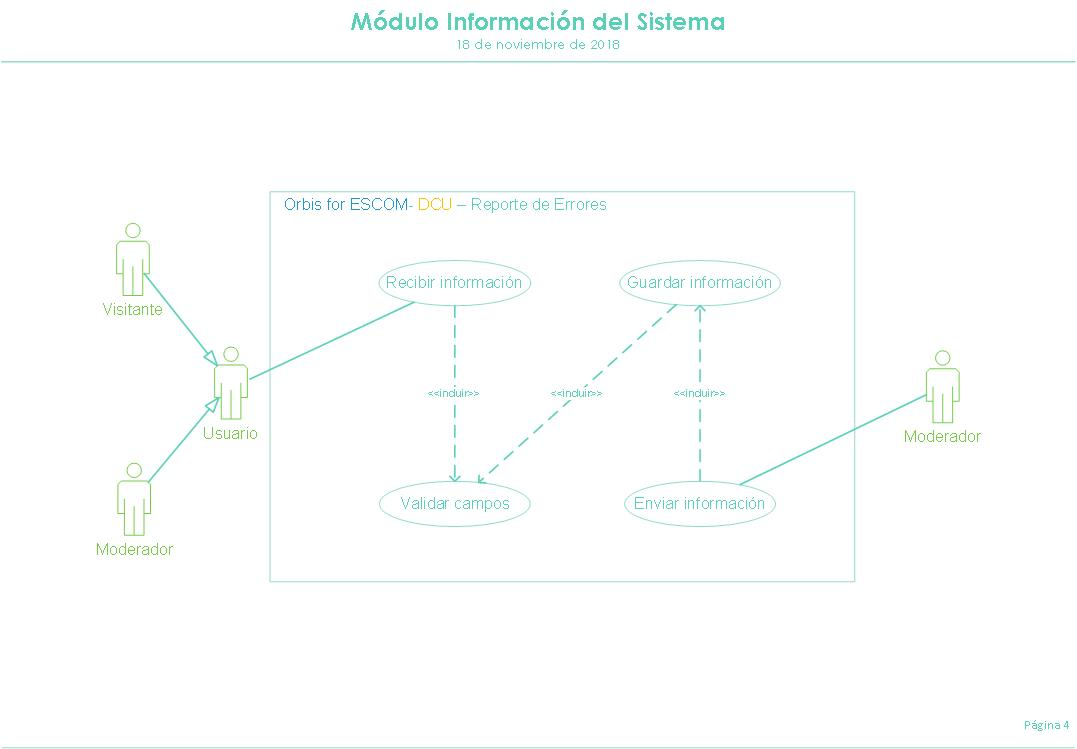 Módulo Información del Sistema
18 de noviembre de 2018
Orbis for ESCOM- DCU – Reporte de Errores
Recibir información
Guardar información
Visitante
<<incluir>>
<<incluir>>
<<incluir>>
Usuario
Moderador
Validar campos
Enviar información
Moderador
Página 4